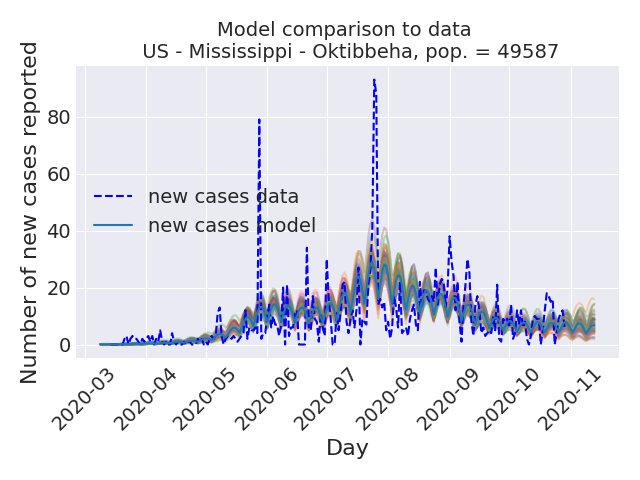 Model comparison to data
US - Mississippi - Oktibbeha, pop. = 49587
Number of new cases reported
80
60
40
20
0
new cases data
new cases model
2020-03
2020-04
2020-05
2020-06
2020-07
2020-08
2020-09
2020-10
2020-11
Day